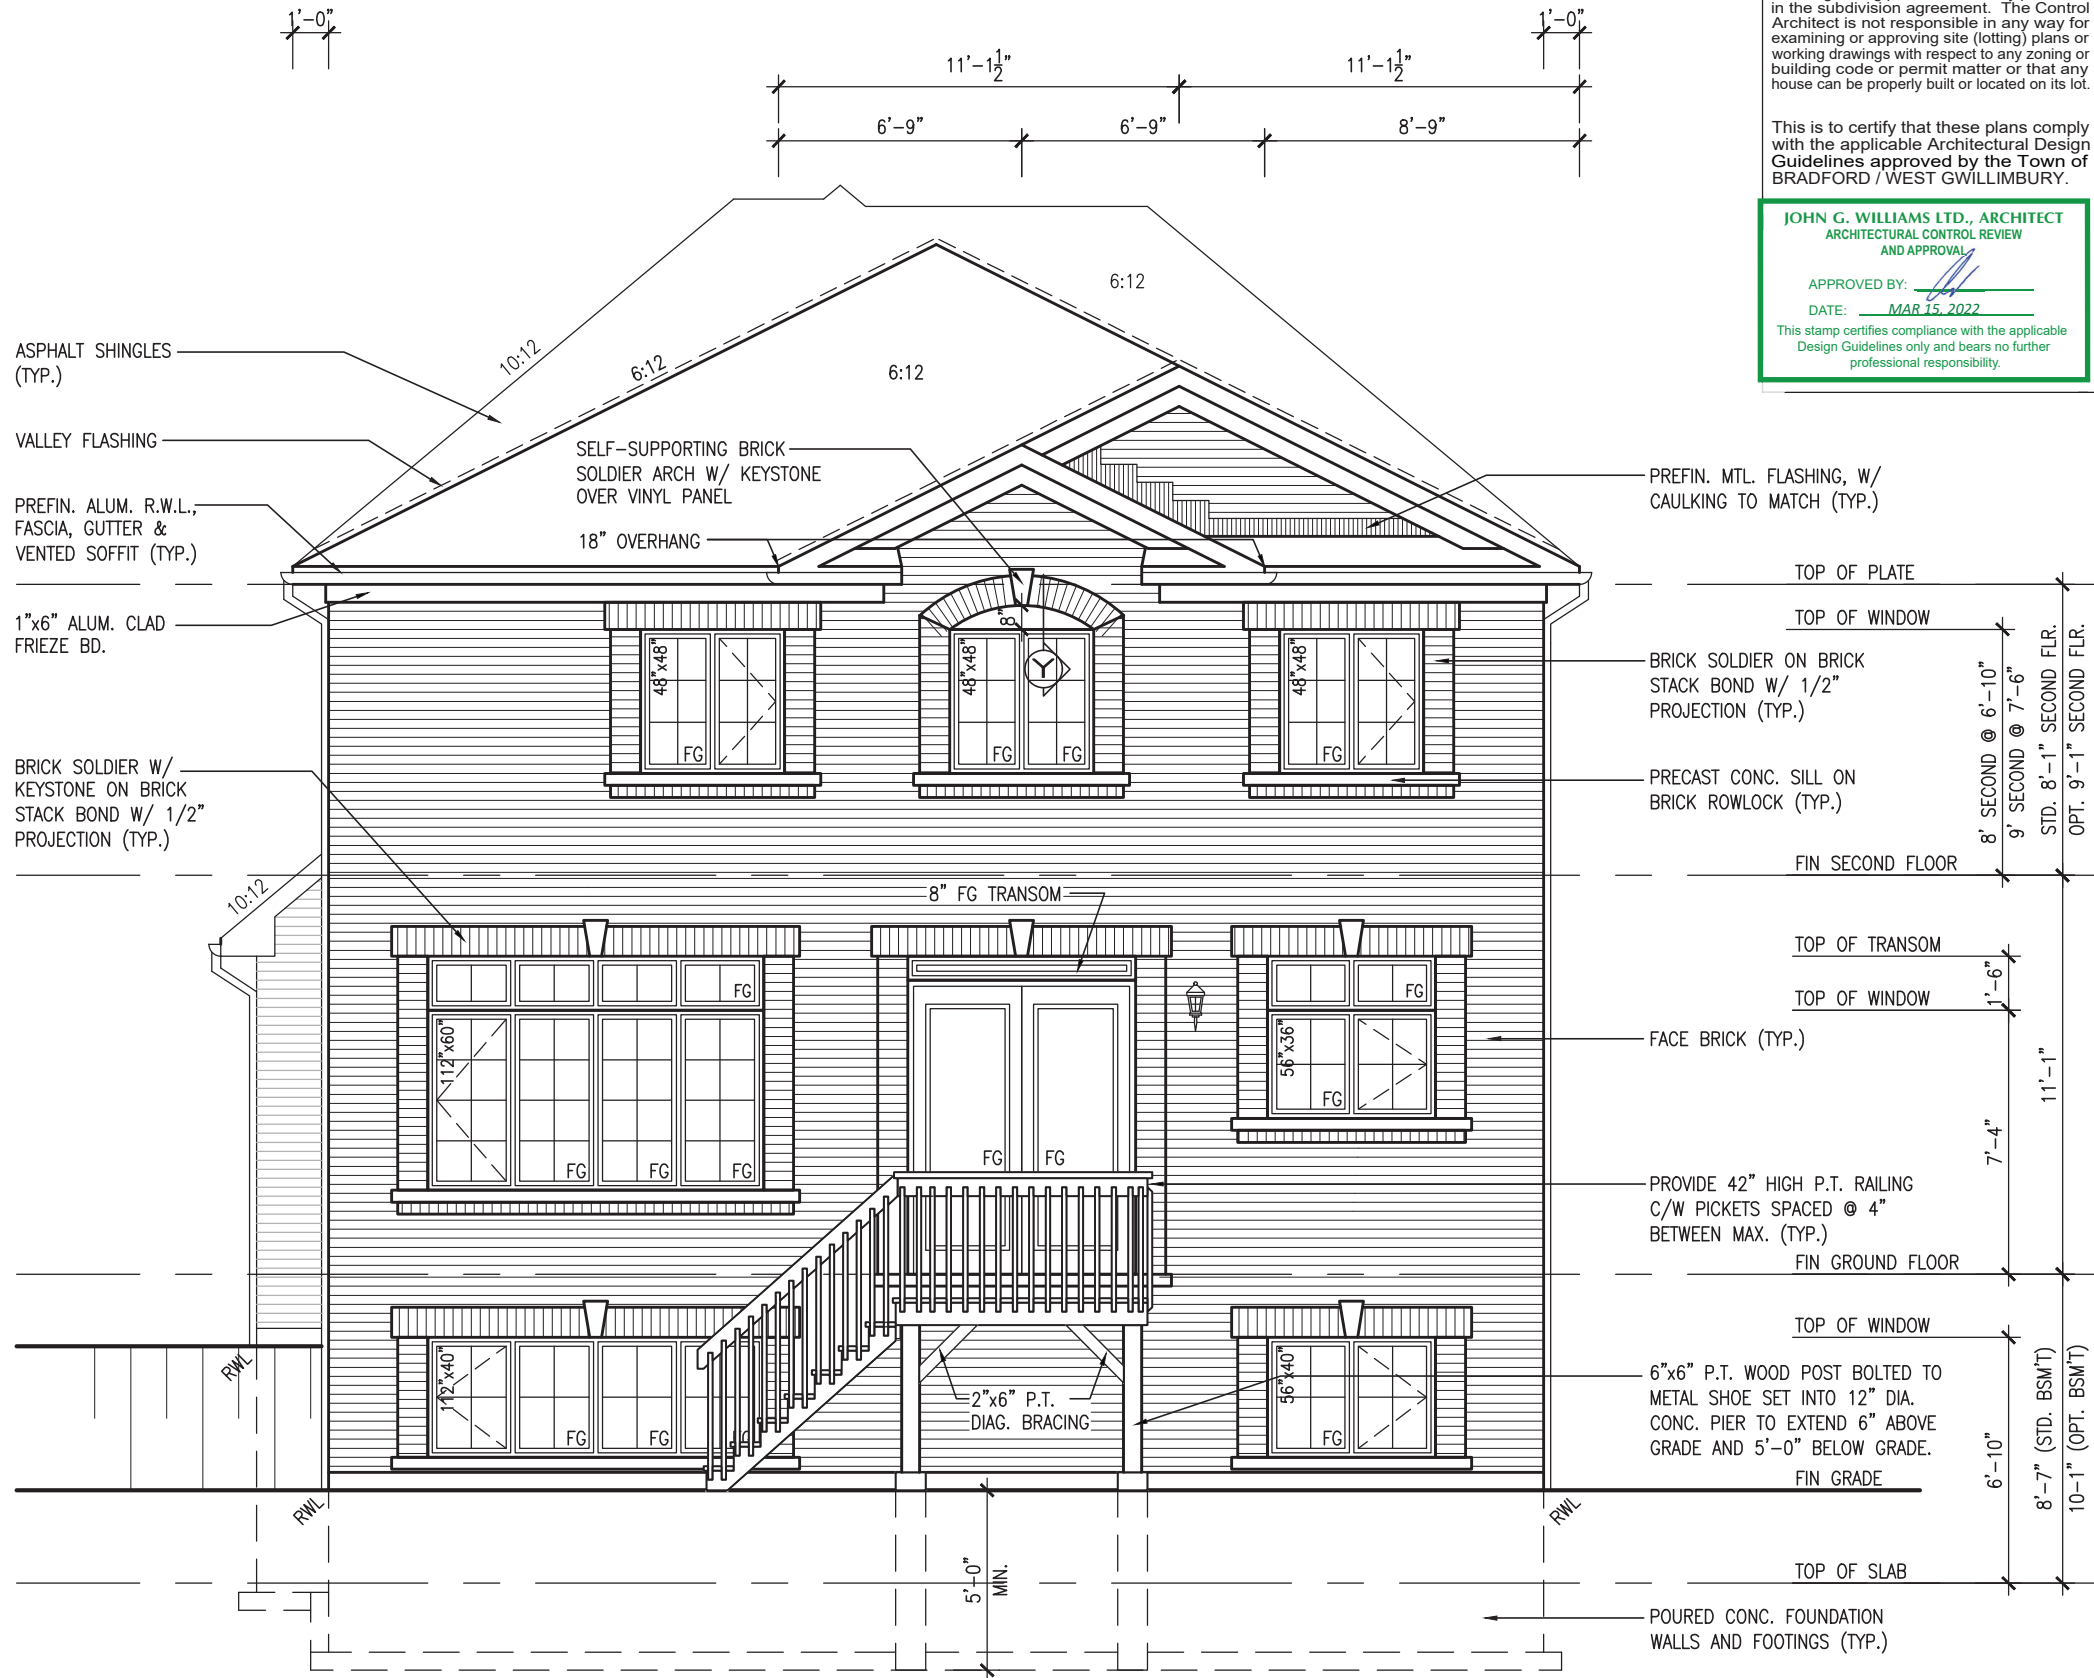 1'-0"
1'-0"
11'-1 1/2"
11'-1 1/2"
6'-9"
6'-9"
8'-9"
in the subdivision agreement. The Control
Architect is not responsible in any way for
examining or approving site (lotting) plans or
working drawings with respect to any zoning or
building code or permit matter or that any
house can be properly built or located on its lot.
This is to certify that these plans comply
with the applicable Architectural Design
Guidelines approved by the Town of
BRADFORD / WEST GWILLIMBURY.
JOHN G. WILLIAMS LTD., ARCHITECT
ARCHITECTURAL CONTROL REVIEW
AND APPROVAL
APPROVED BY:
DATE: MAR 15, 2022
This stamp certifies compliance with the applicable
Design Guidelines only and bears no further
professional responsibility.
6:12
10:12
6:12
6:12
ASPHALT SHINGLES
(TYP.)
VALLEY FLASHING
PREFIN. ALUM. R.W.L.,
FASCIA, GUTTER &
VENTED SOFFIT (TYP.)
1"x6" ALUM. CLAD
FRIEZE BD.
BRICK SOLDIER W/
KEYSTONE ON BRICK
STACK BOND W/ 1/2"
PROJECTION (TYP.)
10:12
SELF-SUPPORTING BRICK
SOLDIER ARCH W/ KEYSTONE
OVER VINYL PANEL
18" OVERHANG
8"
Y
48"x48"
FG
48"x48"
FG
FG
48"x48"
FG
8" FG TRANSOM
FG
112"x60"
FG
FG
FG
FG
FG
FG
56"x36"
FG
112"x40"
FG
FG
FG
56"x40"
FG
2"x6" P.T.
DIAG. BRACING
RWL
RWL
RWL
5'-0"
MIN.
PREFIN. MTL. FLASHING, W/
CAULKING TO MATCH (TYP.)
TOP OF PLATE
TOP OF WINDOW
BRICK SOLDIER ON BRICK
STACK BOND W/ 1/2"
PROJECTION (TYP.)
PRECAST CONC. SILL ON
BRICK ROWLOCK (TYP.)
FIN SECOND FLOOR
8' SECOND @ 6'-10"
9' SECOND @ 7'-6"
STD. 8'-1" SECOND FLR.
OPT. 9'-1" SECOND FLR.
TOP OF TRANSOM
1'-6"
TOP OF WINDOW
FACE BRICK (TYP.)
11'-1"
7'-4"
PROVIDE 42" HIGH P.T. RAILING
C/W PICKETS SPACED @ 4"
BETWEEN MAX. (TYP.)
FIN GROUND FLOOR
TOP OF WINDOW
6"x6" P.T. WOOD POST BOLTED TO
METAL SHOE SET INTO 12" DIA.
CONC. PIER TO EXTEND 6" ABOVE
GRADE AND 5'-0" BELOW GRADE.
FIN GRADE
6'-10"
8'-7" (STD. BSM'T)
10-1" (OPT. BSM'T)
TOP OF SLAB
POURED CONC. FOUNDATION
WALLS AND FOOTINGS (TYP.)